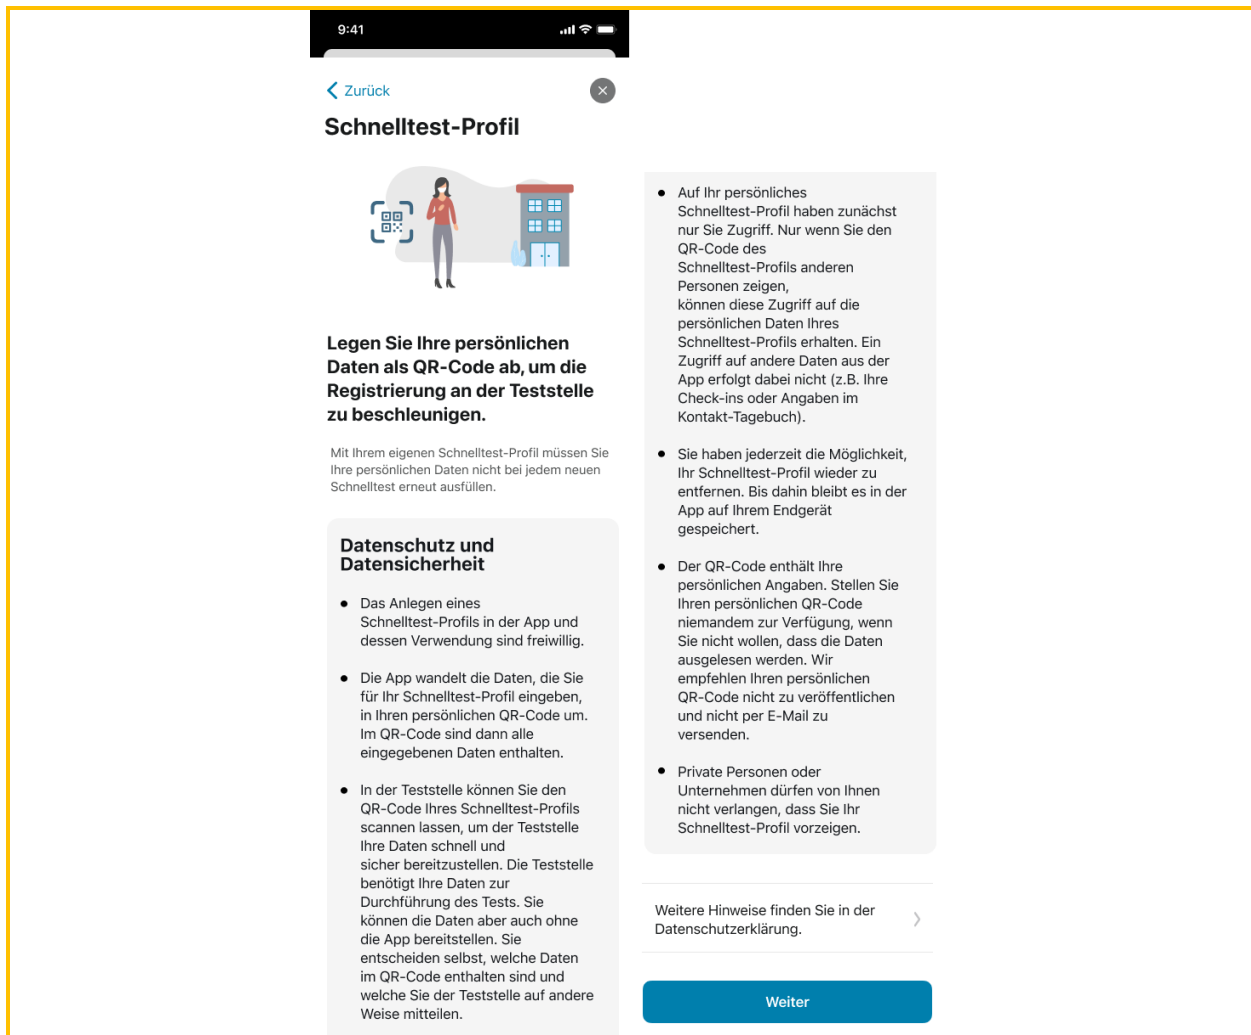 9:41
Zurück
Schnelltest-Profil
Legen Sie Ihre persönlichen
Daten als QR-Code ab, um die
Registrierung an der Teststelle
zu beschleunigen.
Mit Ihrem eigenen Schnelltest-Profil müssen Sie
Ihre persönlichen Daten nicht bei jedem neuen
Schnelltest erneut ausfüllen.
Datenschutz und
Datensicherheit
Das Anlegen eines
Schnelltest-Profils in der App und
dessen Verwendung sind freiwillig.
Die App wandelt die Daten, die Sie
für Ihr Schnelltest-Profil eingeben,
in Ihren persönlichen QR-Code um.
Im QR-Code sind dann alle
eingegebenen Daten enthalten.
In der Teststelle können Sie den
QR-Code Ihres Schnelltest-Profils
scannen lassen, um der Teststelle
Ihre Daten schnell und
sicher bereitzustellen. Die Teststelle
benötigt Ihre Daten zur
Durchführung des Tests. Sie
können die Daten aber auch ohne
die App bereitstellen. Sie
entscheiden selbst, welche Daten
im QR-Code enthalten sind und
welche Sie der Teststelle auf andere
Weise mitteilen.
Auf Ihr persönliches
Schnelltest-Profil haben zunächst
nur Sie Zugriff. Nur wenn Sie den
QR-Code des
Schnelltest-Profils anderen
Personen zeigen,
können diese Zugriff auf die
persönlichen Daten Ihres
Schnelltest-Profils erhalten. Ein
Zugriff auf andere Daten aus der
App erfolgt dabei nicht (z.B. Ihre
Check-ins oder Angaben im
Kontakt-Tagebuch).
Sie haben jederzeit die Möglichkeit,
Ihr Schnelltest-Profil wieder zu
entfernen. Bis dahin bleibt es in der
App auf Ihrem Endgerät
gespeichert.
Der QR-Code enthält Ihre
persönlichen Angaben. Stellen Sie
Ihren persönlichen QR-Code
niemandem zur Verfügung, wenn
Sie nicht wollen, dass die Daten
ausgelesen werden. Wir
empfehlen Ihren persönlichen
QR-Code nicht zu veröffentlichen
und nicht per E-Mail zu
versenden.
Private Personen oder
Unternehmen dürfen von Ihnen
nicht verlangen, dass Sie Ihr
Schnelltest-Profil vorzeigen.
Weitere Hinweise finden Sie in der
Datenschutzerklärung.
Weiter